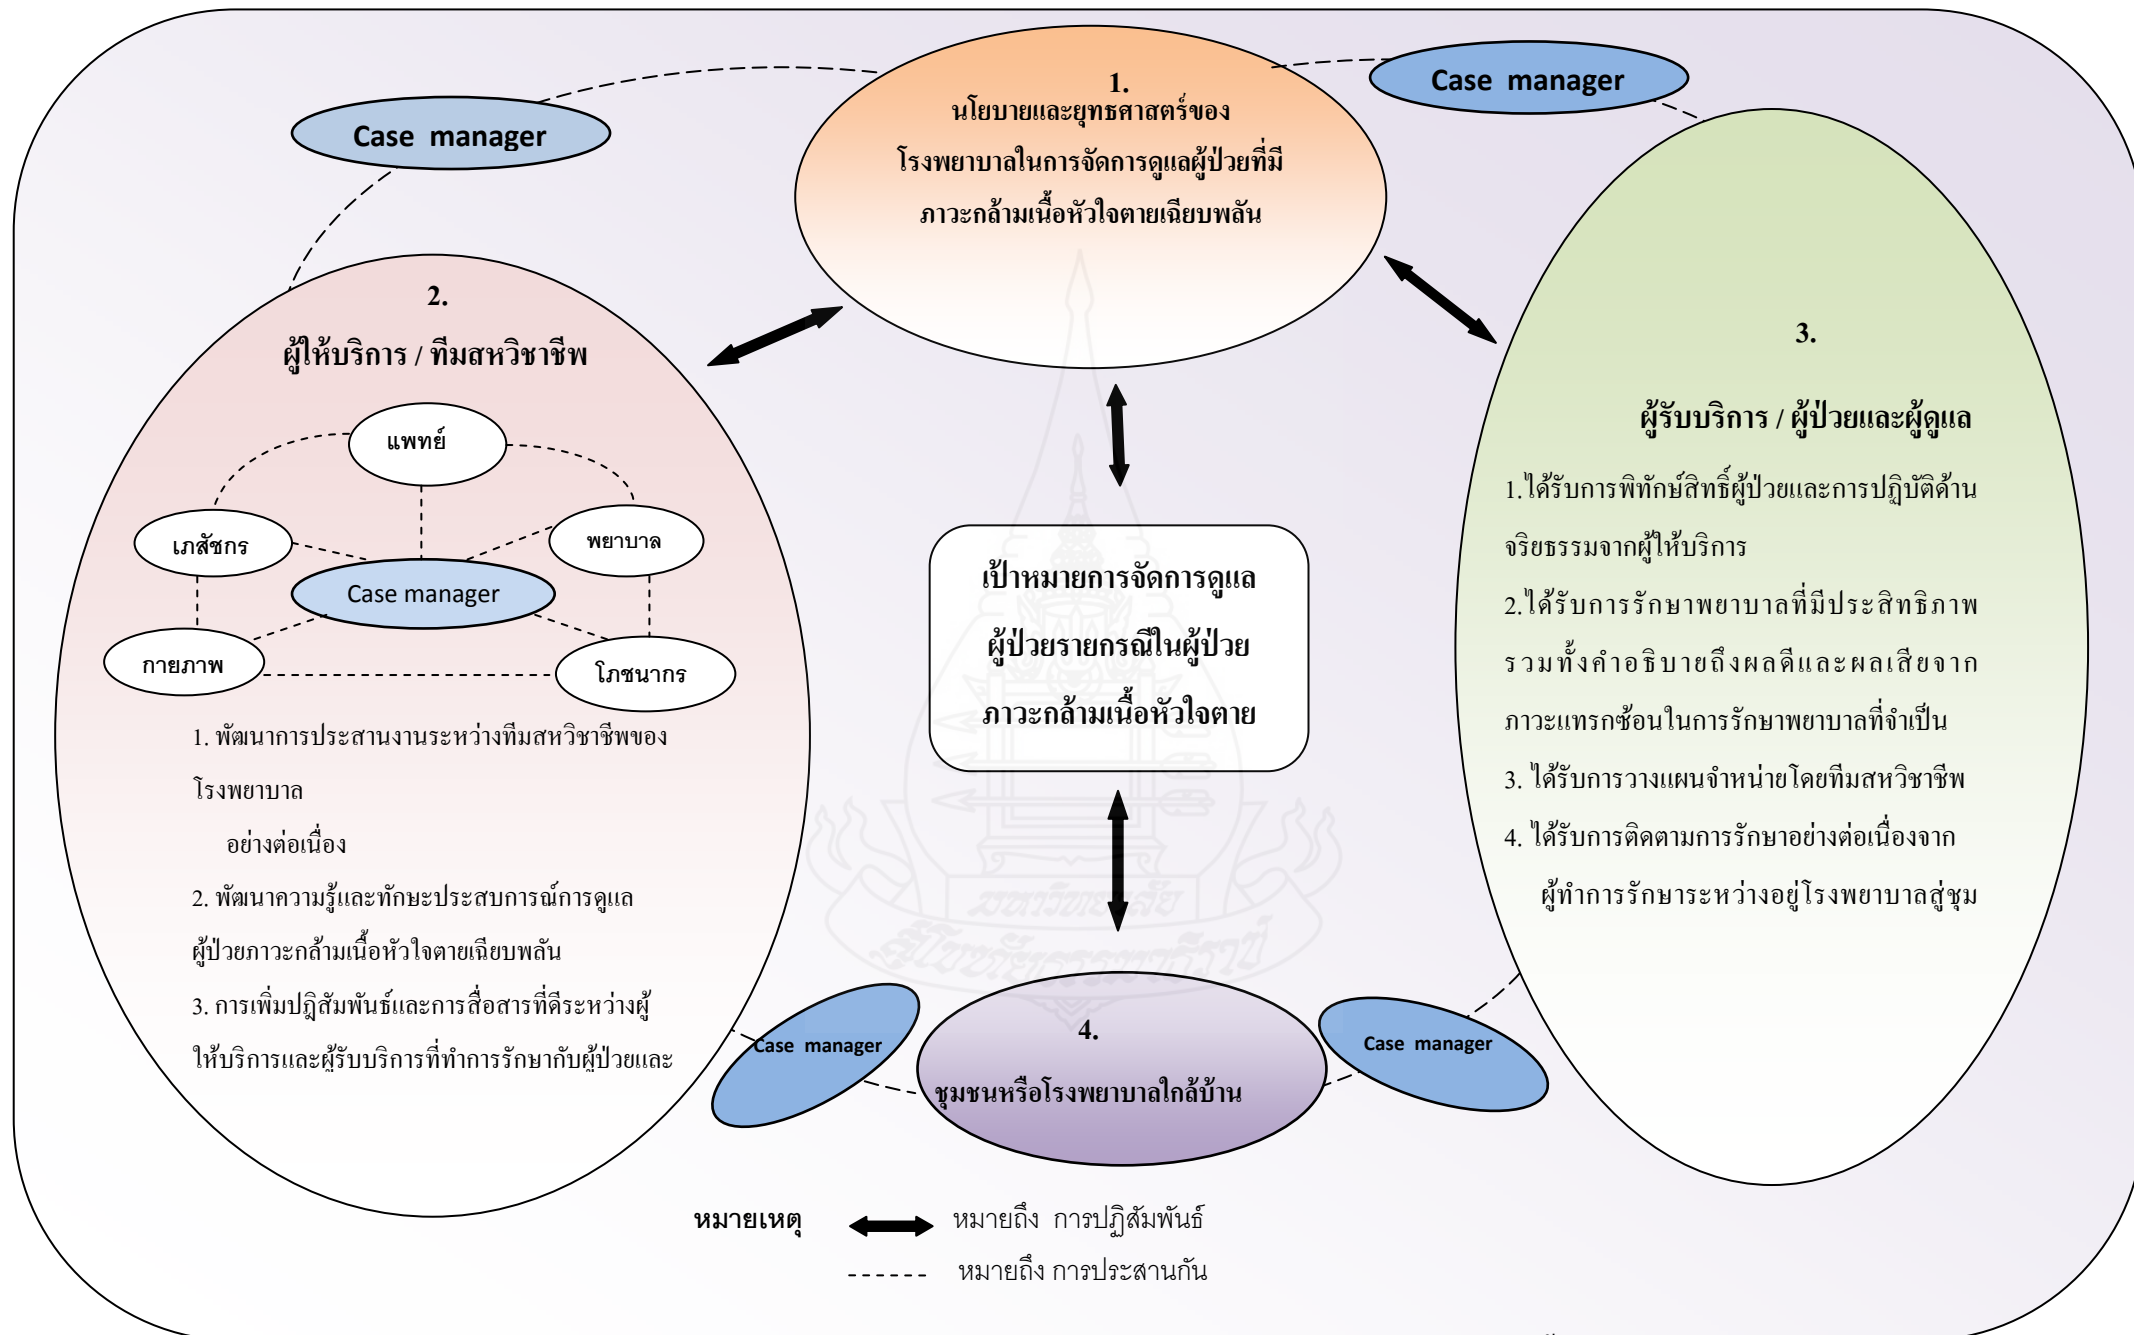 1.
นโยบายและยุทธศาสตร์ของ
โรงพยาบาลในการจัดการดูแลผู้ป่วยที่มี
ภาวะกล้ามเนื้อหัวใจตายเฉียบพลัน
Case manager
Case manager
2.
ผู้ให้บริการ / ทีมสหวิชาชีพ
แพทย์
เภสัชกร
พยาบาล
Case manager
กายภาพ
โภชนากร
1. พัฒนาการประสานงานระหว่างทีมสหวิชาชีพของ
โรงพยาบาล
อย่างต่อเนื่อง
2. พัฒนาความรู้และทักษะประสบการณ์การดูแล
ผู้ป่วยภาวะกล้ามเนื้อหัวใจตายเฉียบพลัน
3. การเพิ่มปฎิสัมพันธ์และการสื่อสารที่ดีระหว่างผู้
ให้บริการและผู้รับบริการที่ทำการรักษากับผู้ป่วยและ
เป้าหมายการจัดการดูแล
ผู้ป่วยรายกรณีในผู้ป่วย
ภาวะกล้ามเนื้อหัวใจตาย
3.
ผู้รับบริการ / ผู้ป่วยและผู้ดูแล
1.ได้รับการพิทักษ์สิทธิ์ผู้ป่วยและการปฏิบัติด้าน
จริยธรรมจากผู้ให้บริการ
2.ได้รับการรักษาพยาบาลที่มีประสิทธิภาพ
รวมทั้งคำอธิบายถึงผลดีและผลเสียจาก
ภาวะแทรกซ้อนในการรักษาพยาบาลที่จำเป็น
3. ได้รับการวางแผนจำหน่ายโดยทีมสหวิชาชีพ
4. ได้รับการติดตามการรักษาอย่างต่อเนื่องจาก
ผู้ทำการรักษาระหว่างอยู่โรงพยาบาลสู่ชุม
มหาวิทยาลัย
สุโขทัยธรรมาธิราช
Case manager
4.
ชุมชนหรือโรงพยาบาลใกล้บ้าน
Case manager
หมายเหตุ หมายถึง การปฏิสัมพันธ์
หมายถึง การประสานกัน